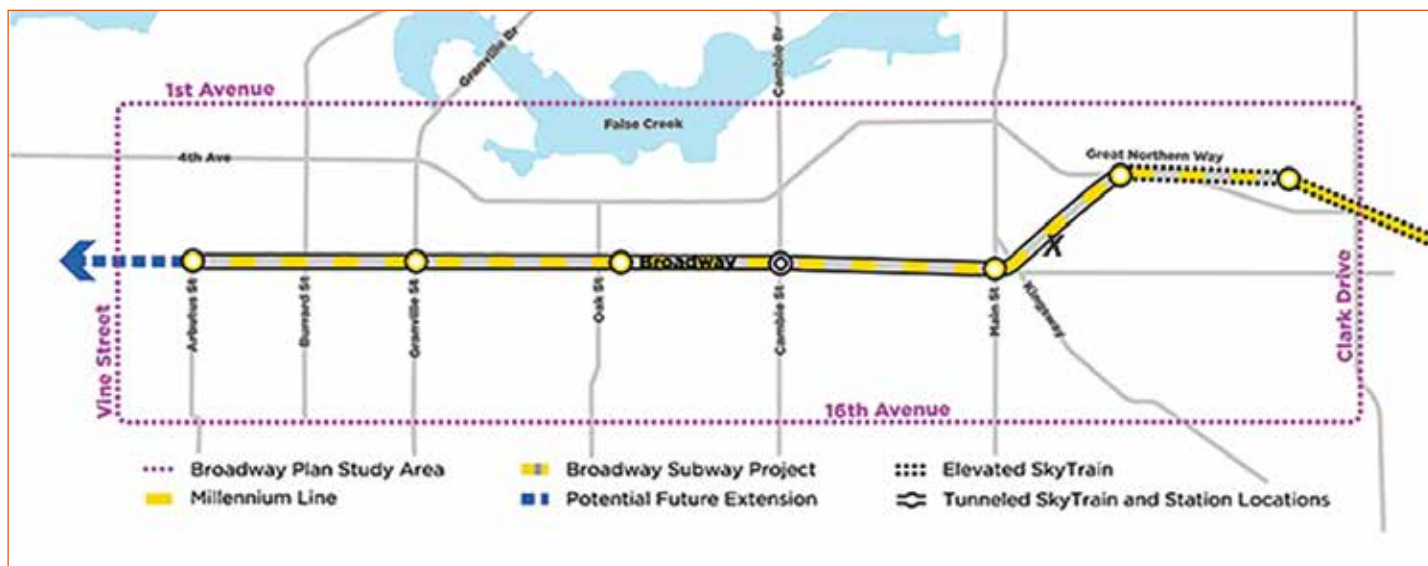 Granville Br
Cambie Br
1st Avenue
False Creek
4th Ave
Great Northern Way
Broadway
X
Vine Street
Arbutus St
Burrard St
Granville St
Oak St
Cambie St
Main St
Kingsway
Clark Drive
16th Avenue
Broadway Plan Study Area
Broadway Subway Project
Elevated SkyTrain
Millennium Line
Potential Future Extension
Tunneled SkyTrain and Station Locations